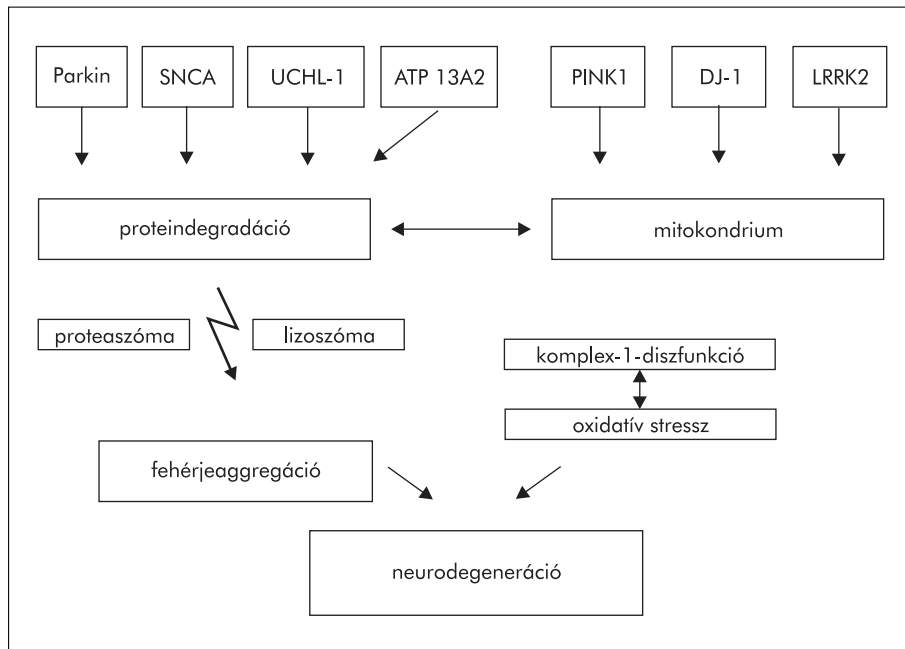 Parkin
SNCA
UCHL-1
ATP 13A2
PINK1
DJ-1
LRRK2
proteindegradáció
mitokondrium
proteaszóma
lizoszóma
komplex-1-diszfunkció
oxidatív stressz
fehérjeaggregáció
neurodegeneráció